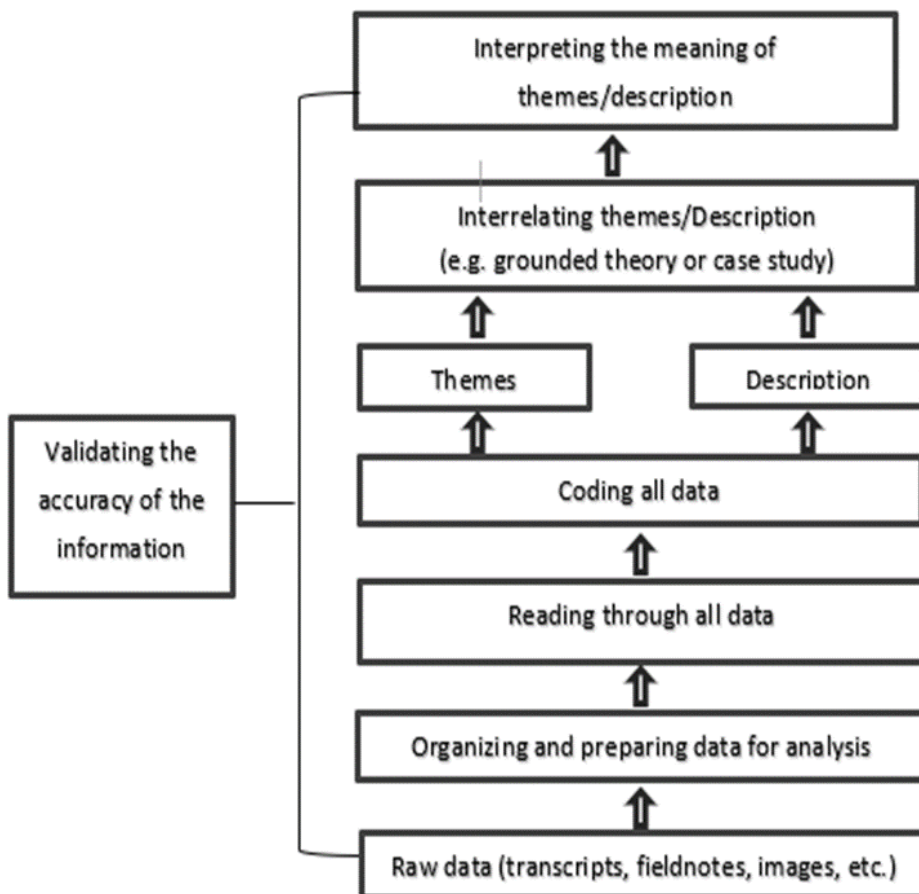 Interpreting the meaning of
themes/description
Interrelating themes/Description
(e.g. grounded theory or case study)
Themes
Description
Validating the
accuracy of the
information
Coding all data
Reading through all data
Organizing and preparing data for analysis
Raw data (transcripts, fieldnotes, images, etc.)